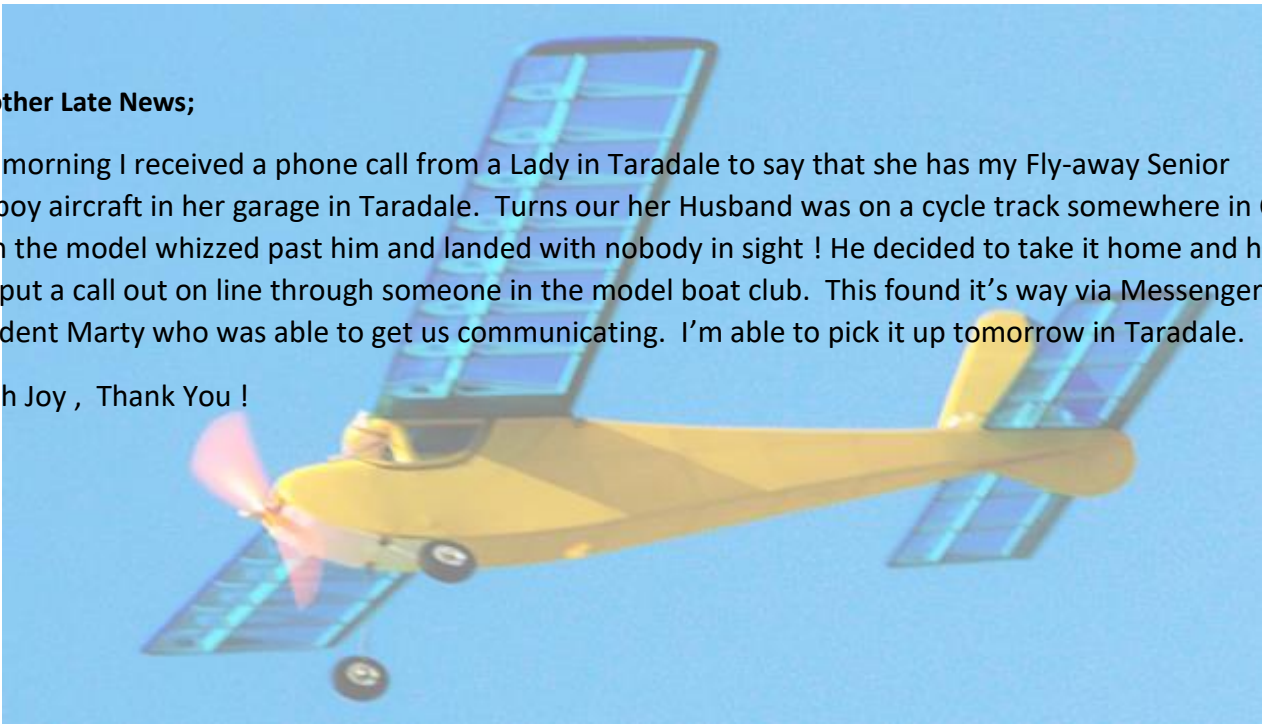 other Late News;
morning I received a phone call from a Lady in Taradale to say that she has my Fly-away Senior
boy aircraft in her garage in Taradale. Turns our her Husband was on a cycle track somewhere in
the model whizzed past him and landed with nobody in sight ! He decided to take it home and
put a call out on line through someone in the model boat club. This found it's way via Messenger
dent Marty who was able to get us communicating. I'm able to pick it up tomorrow in Taradale.
h Joy , Thank You !